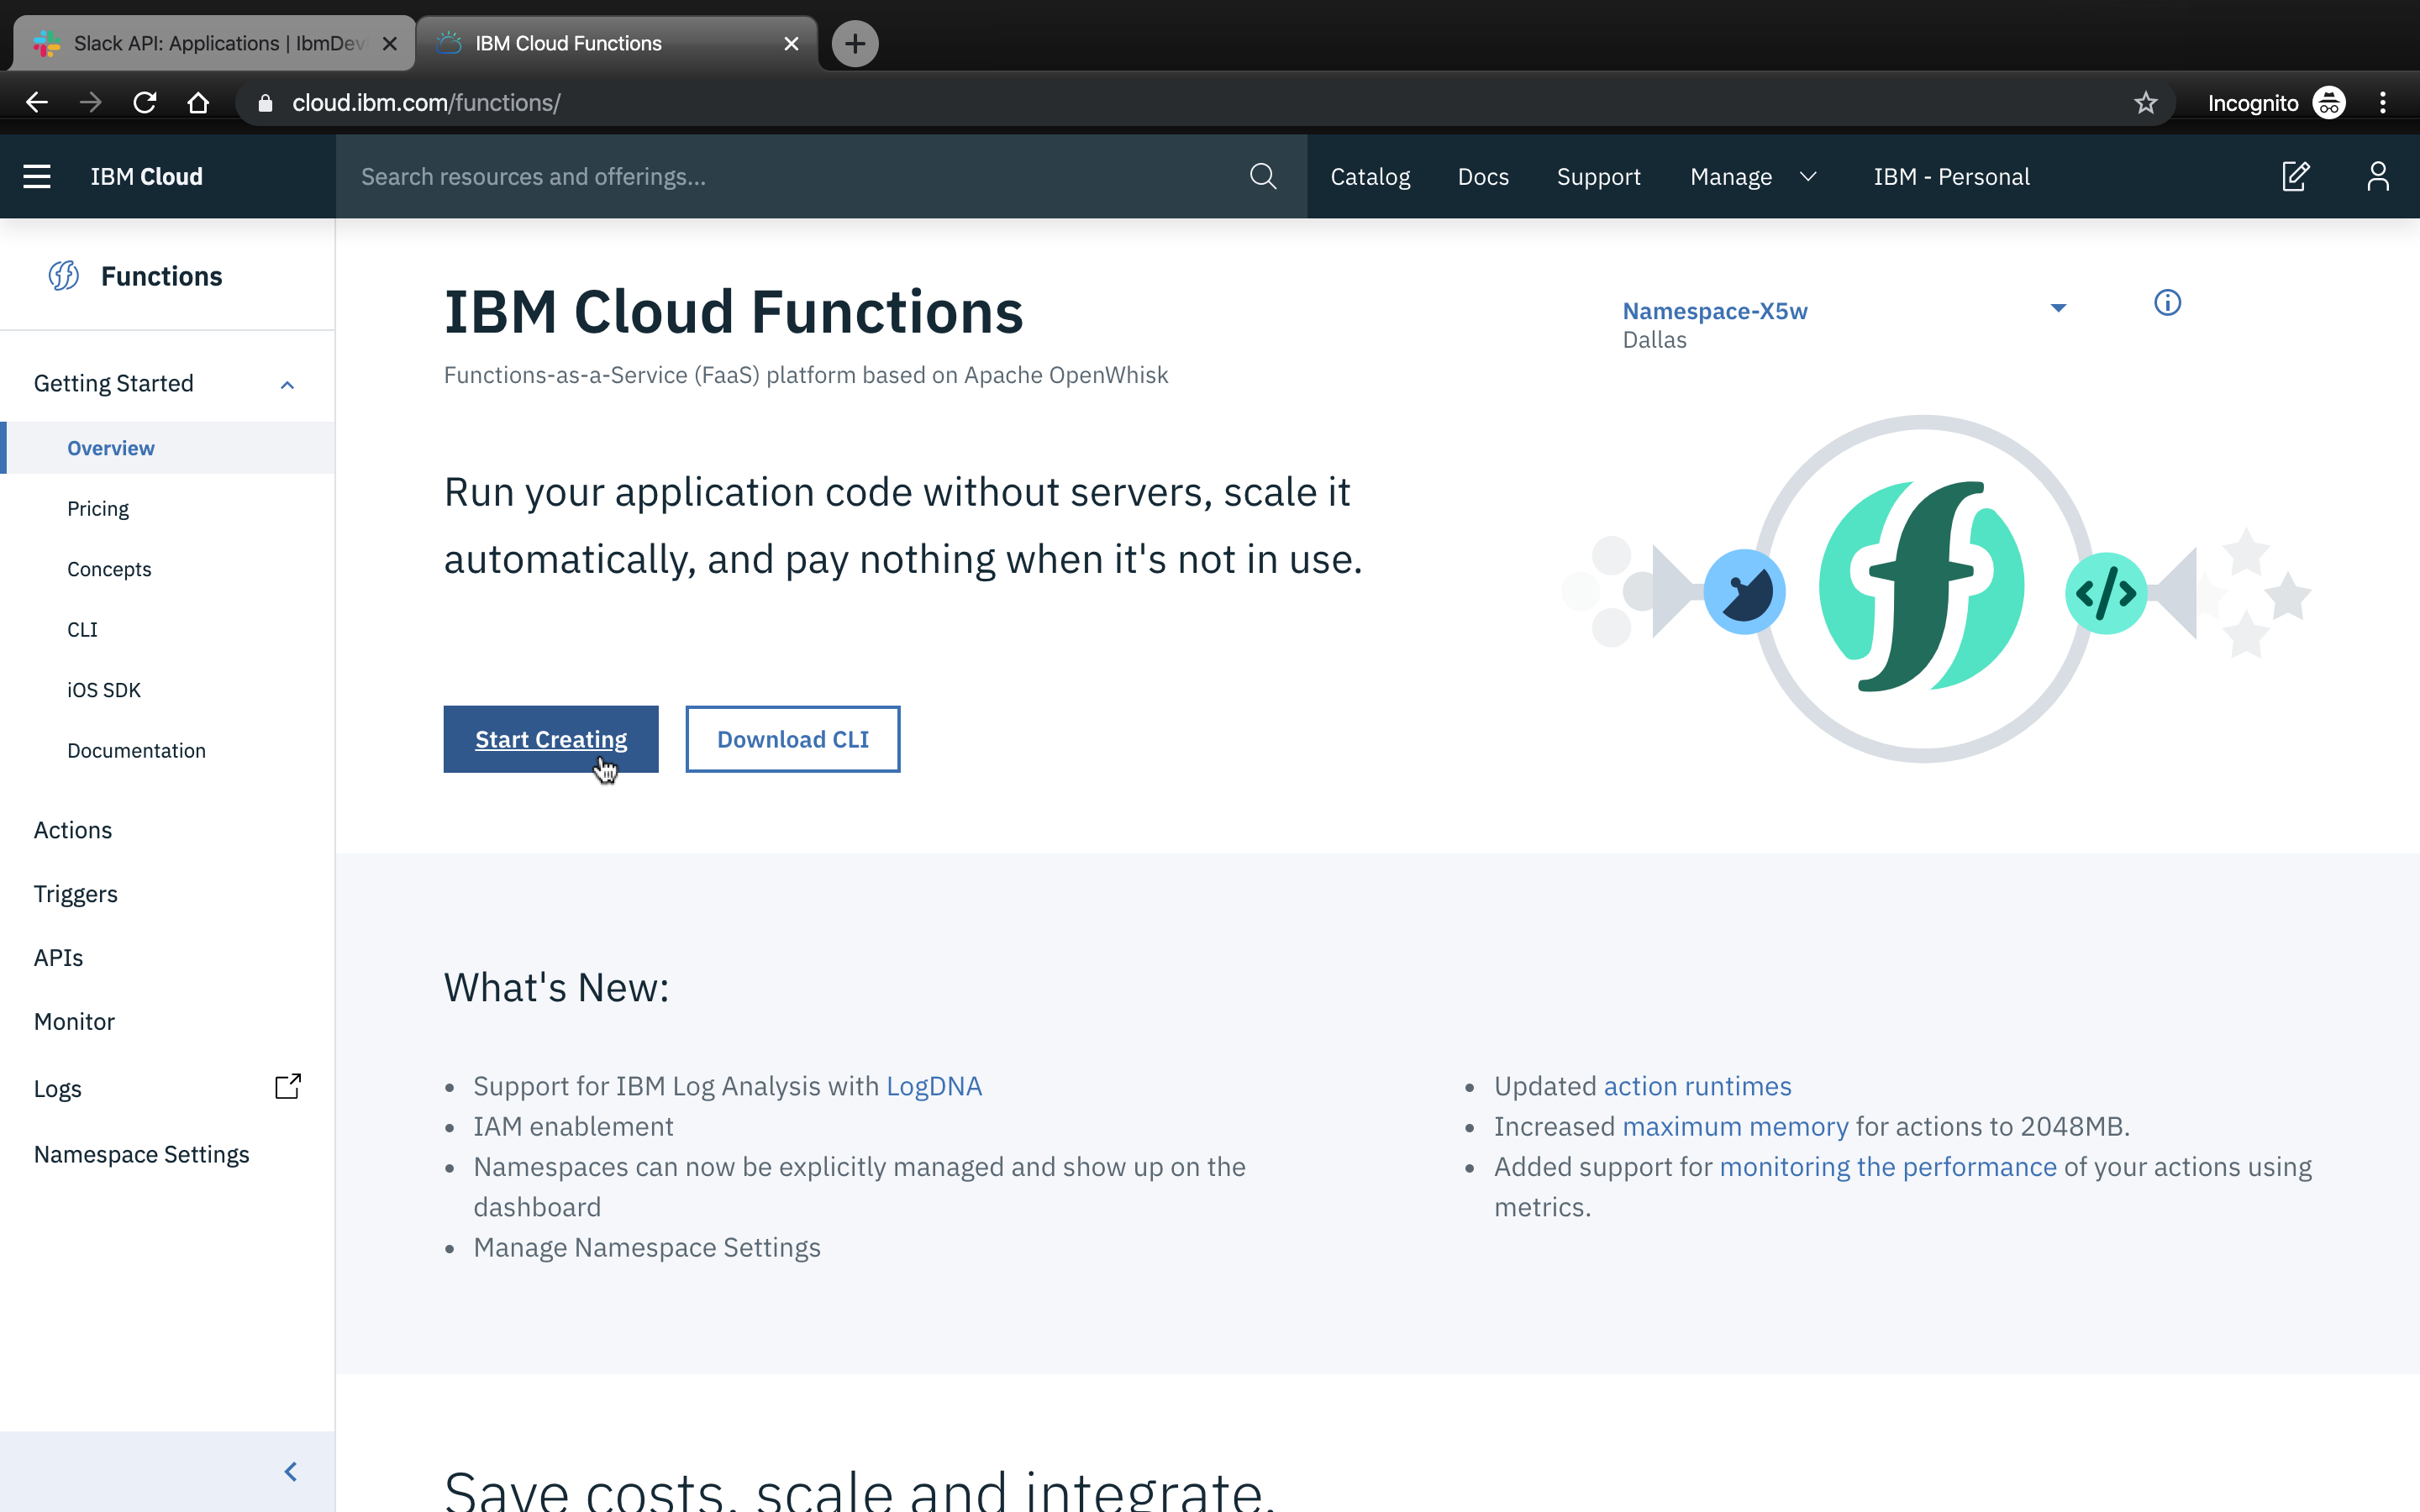 Slack API: Applications | IbmDev
IBM Cloud Functions
cloud.ibm.com/functions/
Incognito
IBM Cloud
Search resources and offerings...
Catalog
Docs
Support
Manage
IBM - Personal
Functions
Getting Started
Overview
Pricing
Concepts
CLI
iOS SDK
Documentation
Actions
Triggers
APIs
Monitor
Logs
Namespace Settings
IBM Cloud Functions
Functions-as-a-Service (FaaS) platform based on Apache OpenWhisk
Namespace-X5w
Dallas
Run your application code without servers, scale it
automatically, and pay nothing when it's not in use.
Start Creating
Download CLI
What's New:
• Support for IBM Log Analysis with LogDNA
• IAM enablement
• Namespaces can now be explicitly managed and show up on the
dashboard
• Manage Namespace Settings
• Updated action runtimes
• Increased maximum memory for actions to 2048MB.
• Added support for monitoring the performance of your actions using
metrics.
Save costs, scale and integrate.